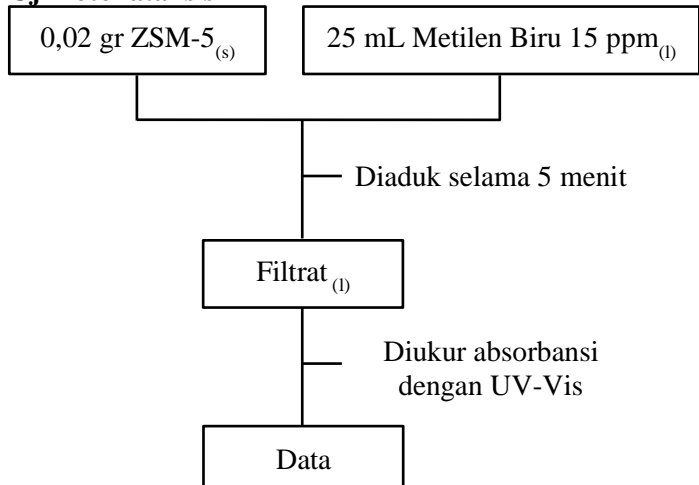 0,02 gr ZSM-5(s)
25 mL Metilen Biru 15 ppm(l)
Diaduk selama 5 menit
Filtrat (l)
Diukur absorbansi
dengan UV-Vis
Data